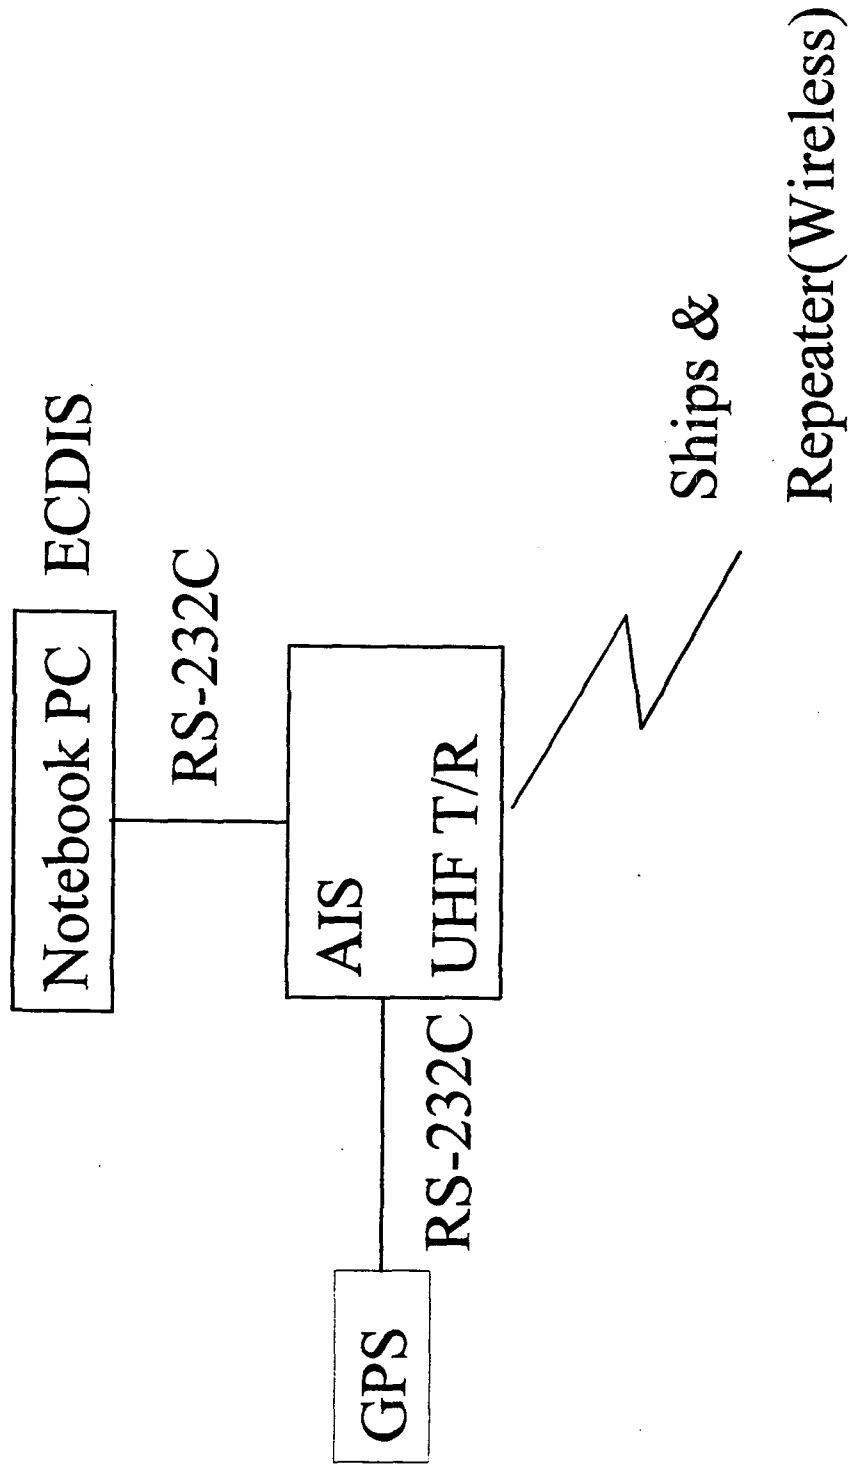 Notebook PC
ECDIS
RS-232C
AIS
UHF T/R
GPS
RS-232C
Ships &
Repeater(Wireless)